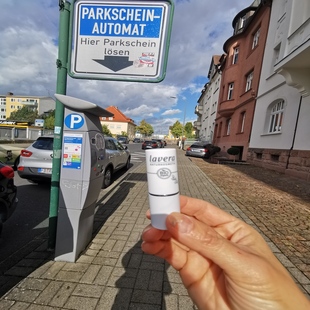 PARKSCHEIN-
AUTOMAT
Hier Parkschein
lösen
P
lavera